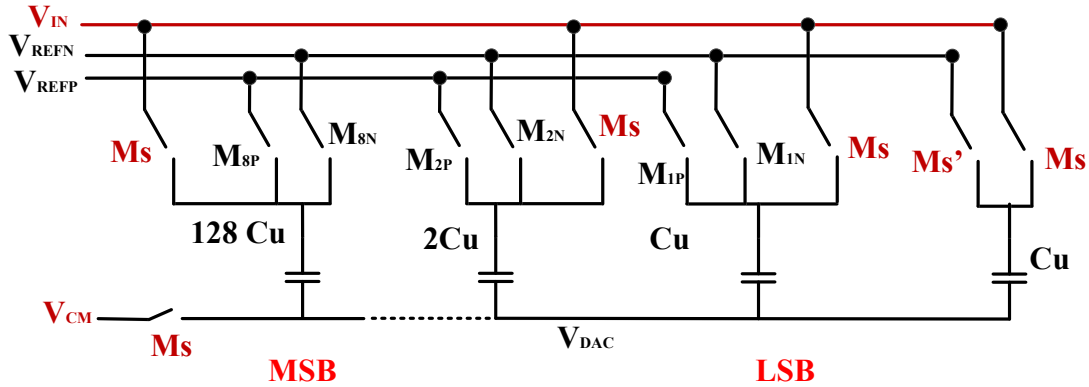 VIN
VREFN
VREFP
Ms
M8P
M8N
M2P
M2N
Ms
M1P
M1N
Ms
Ms’
Ms
128 Cu
2Cu
Cu
Cu
VCM
Ms
VDAC
MSB
LSB